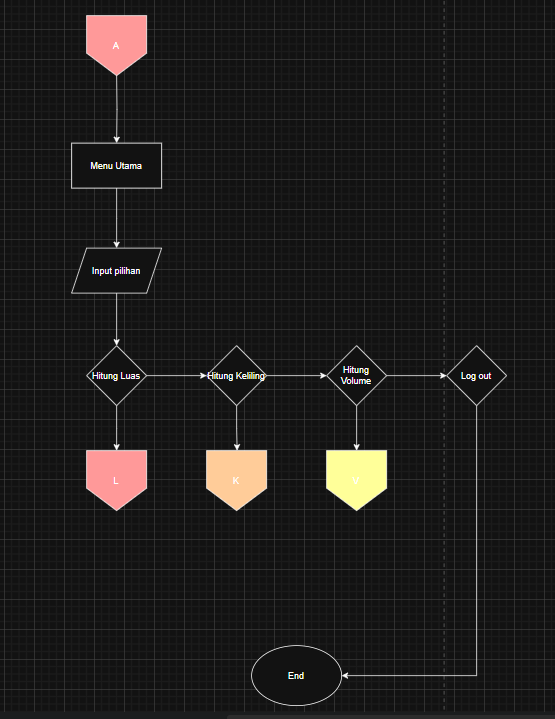 A
Menu Utama
Input pilihan
Hitung Luas
Hitung Keliling
Hitung
Volume
Log out
L
K
V
End